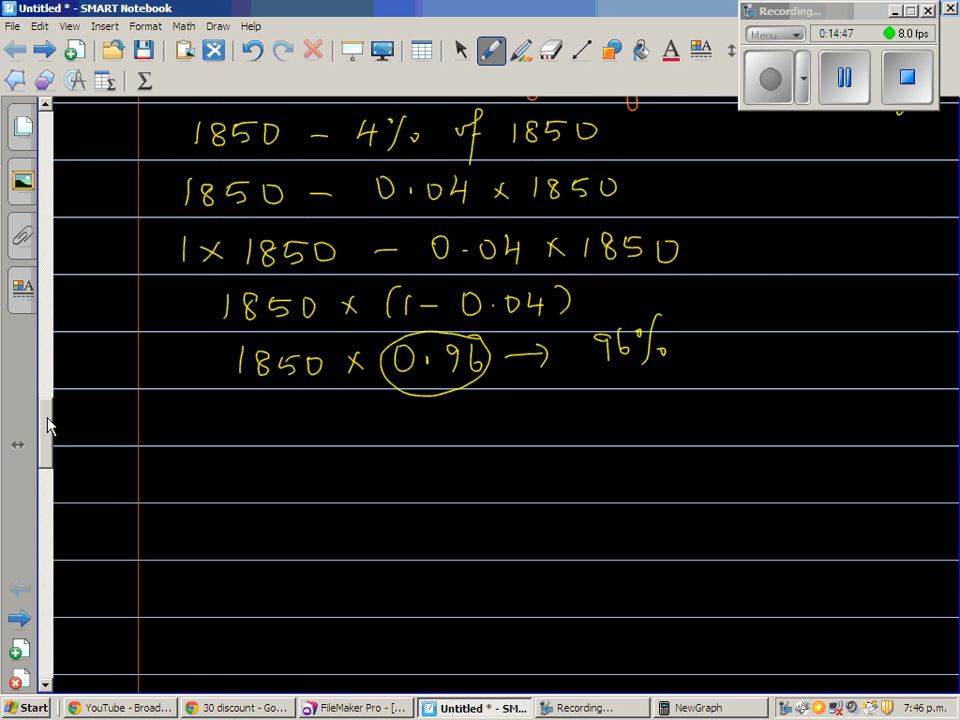 Untitled * - SMART Notebook
Recording...
File Edit View Insert Format Math Draw Help
Menu 0:14:47 8.0 fps
1850 - 4% of 1850
1850 - 0.04 x 1850
1 x 1850 - 0.04 x 1850
1850 x (1 - 0.04)
1850 x 0.96 → 96%
Start YouTube - Broad... 30 discount - Go... FileMaker Pro - [... Untitled * - SM... Recording... NewGraph 7:46 p.m.